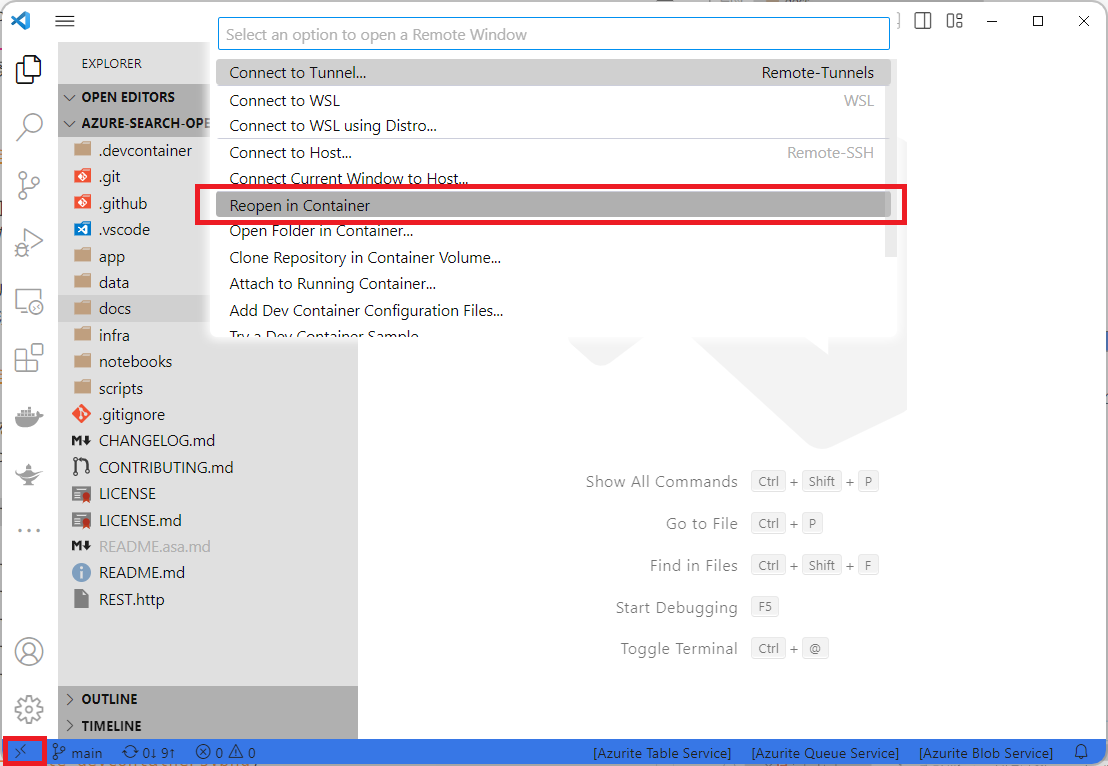 Select an option to open a Remote Window
EXPLORER
OPEN EDITORS
AZURE-SEARCH-OPE
.devcontainer
.git
.github
.vscode
app
data
docs
infra
notebooks
scripts
.gitignore
CHANGELOG.md
CONTRIBUTING.md
LICENSE
LICENSE.md
README.asa.md
README.md
REST.http
OUTLINE
TIMELINE
Connect to Tunnel... Remote-Tunnels
Connect to WSL WSL
Connect to WSL using Distro...
Connect to Host... Remote-SSH
Connect Current Window to Host...
Reopen in Container
Open Folder in Container...
Clone Repository in Container Volume...
Attach to Running Container...
Add Dev Container Configuration Files...
Try a Dev Container Sample
Show All Commands Ctrl + Shift + P
Go to File Ctrl + P
Find in Files Ctrl + Shift + F
Start Debugging F5
Toggle Terminal Ctrl + @
main 0↓ 9↑ 0 0 [Azurite Table Service] [Azurite Queue Service] [Azurite Blob Service]